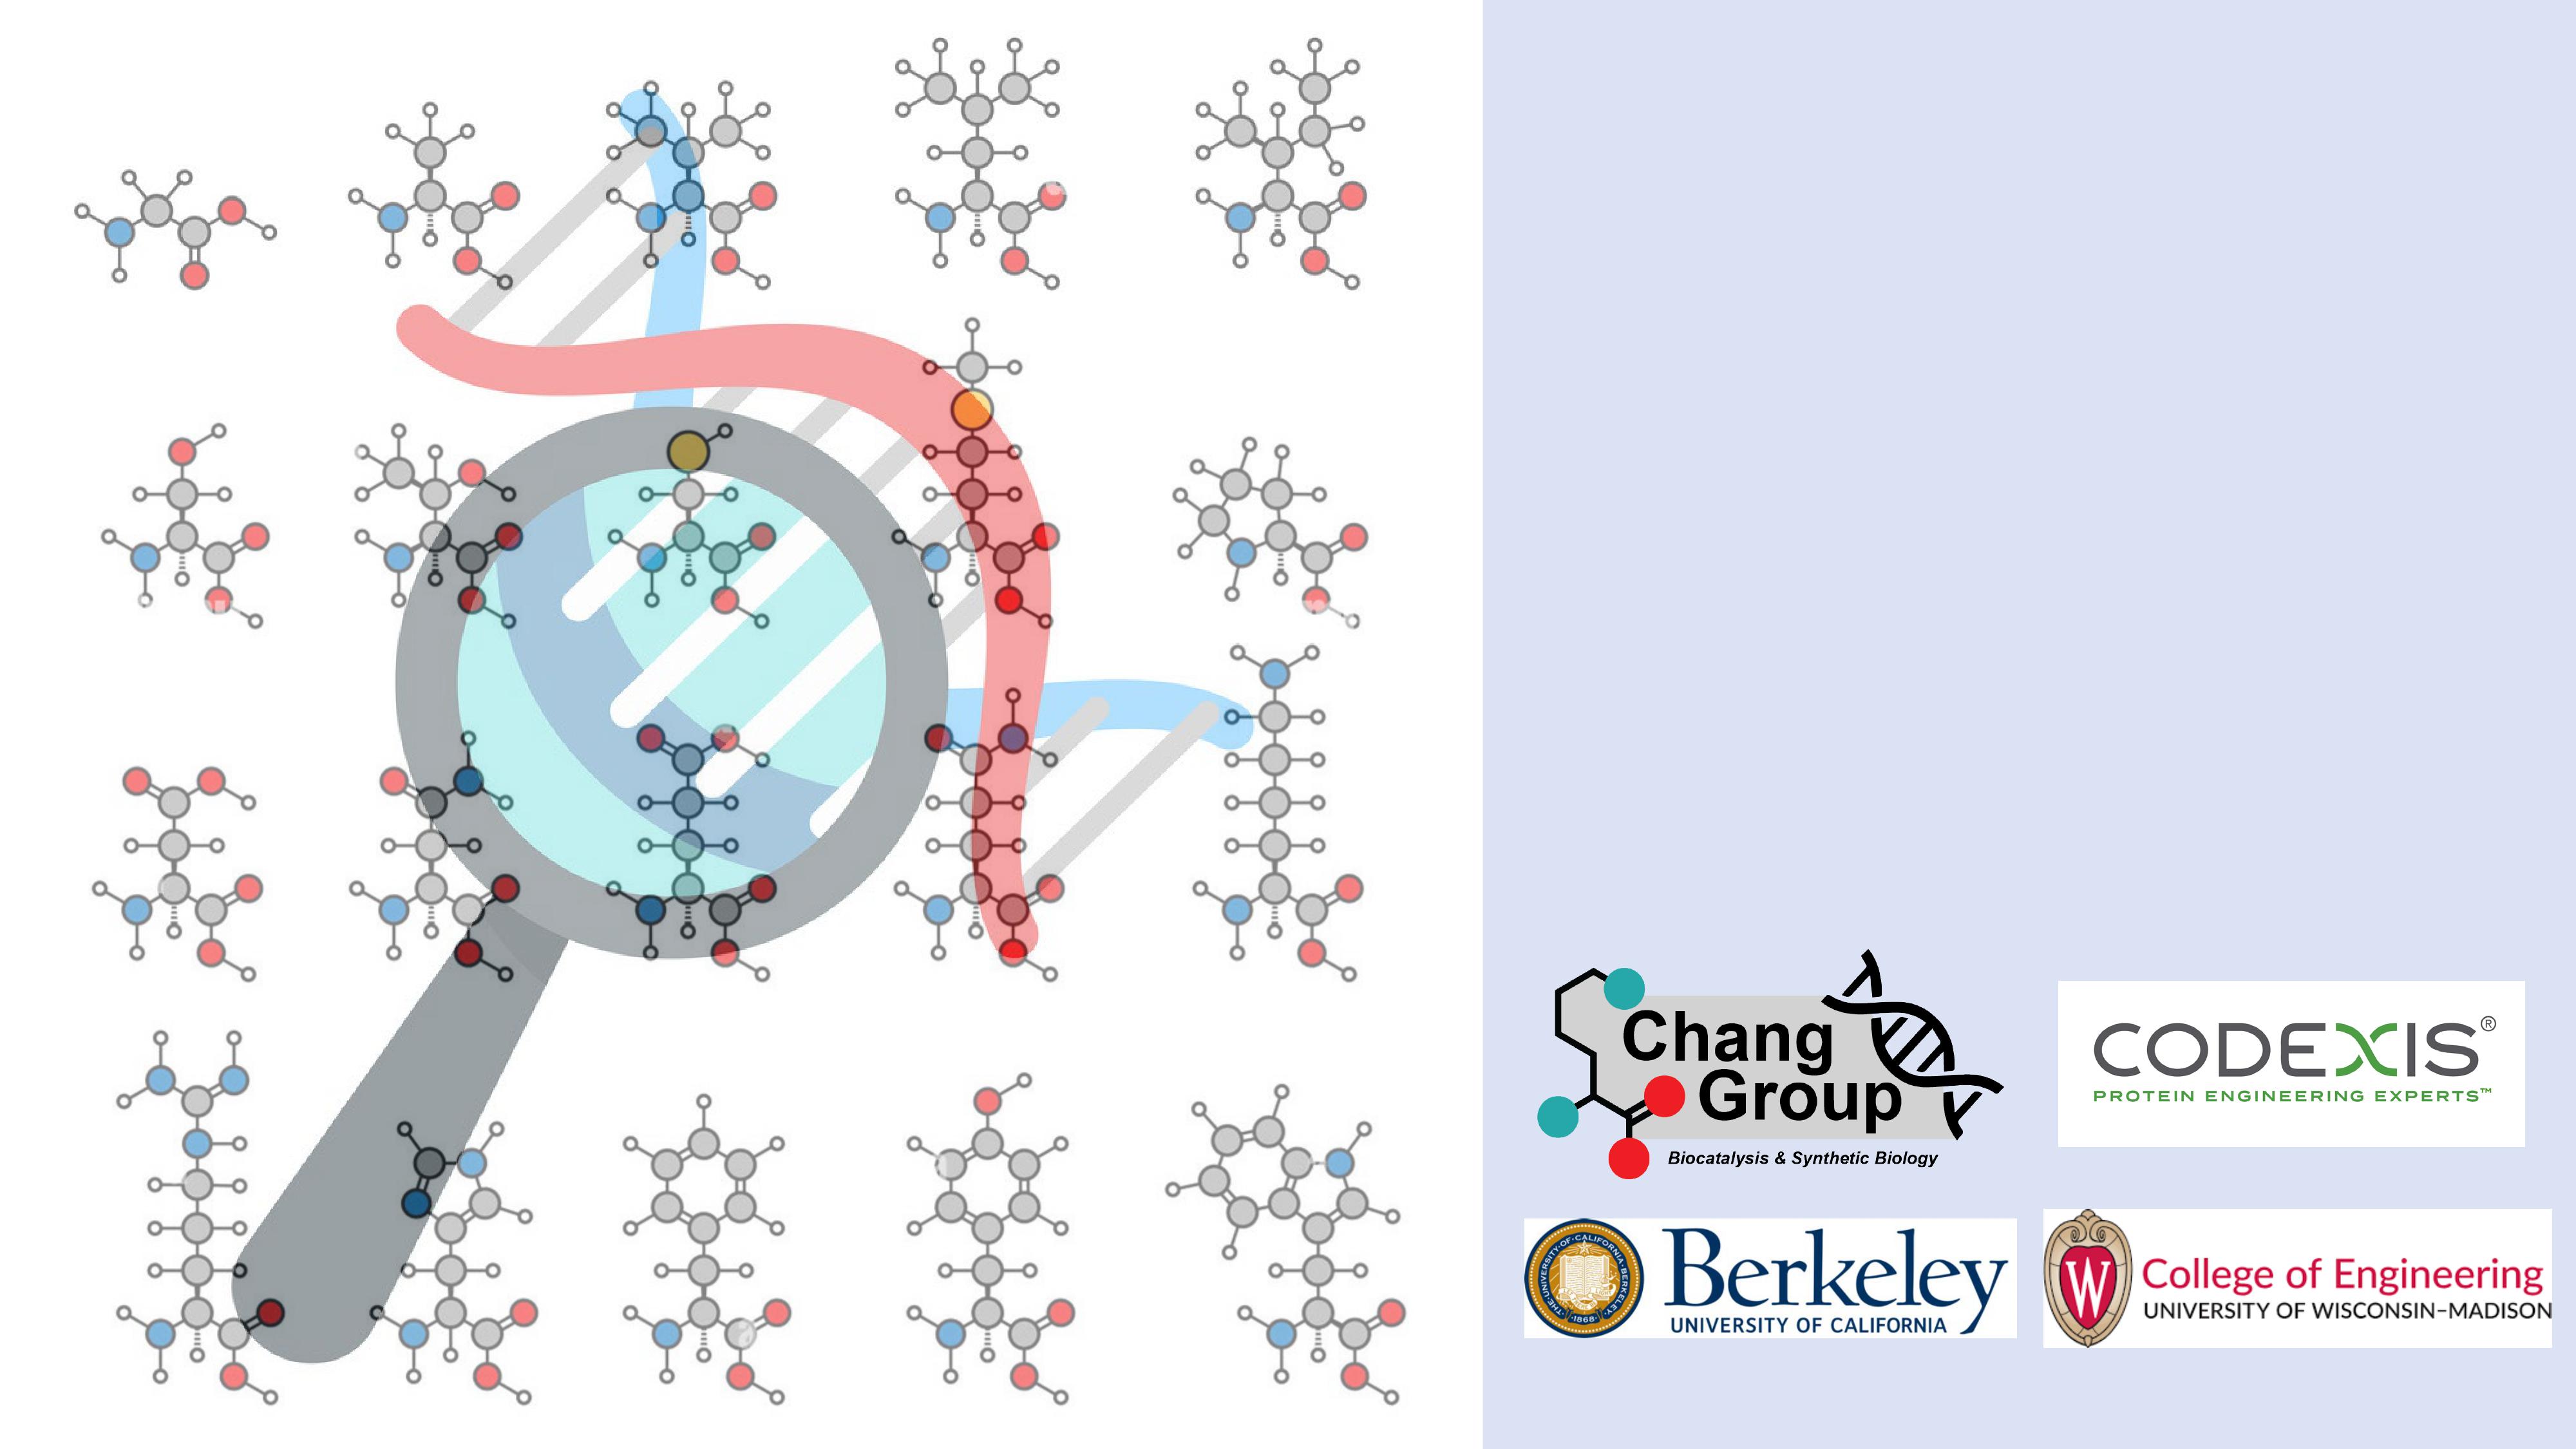 Chang
Group
Biocatalysis & Synthetic Biology
CODEXIS®
PROTEIN ENGINEERING EXPERTS™
THE·UNIVERSITY·OF·CALIFORNIA·BERKELEY
·1868·
Berkeley
UNIVERSITY OF CALIFORNIA
W
College of Engineering
UNIVERSITY OF WISCONSIN–MADISON